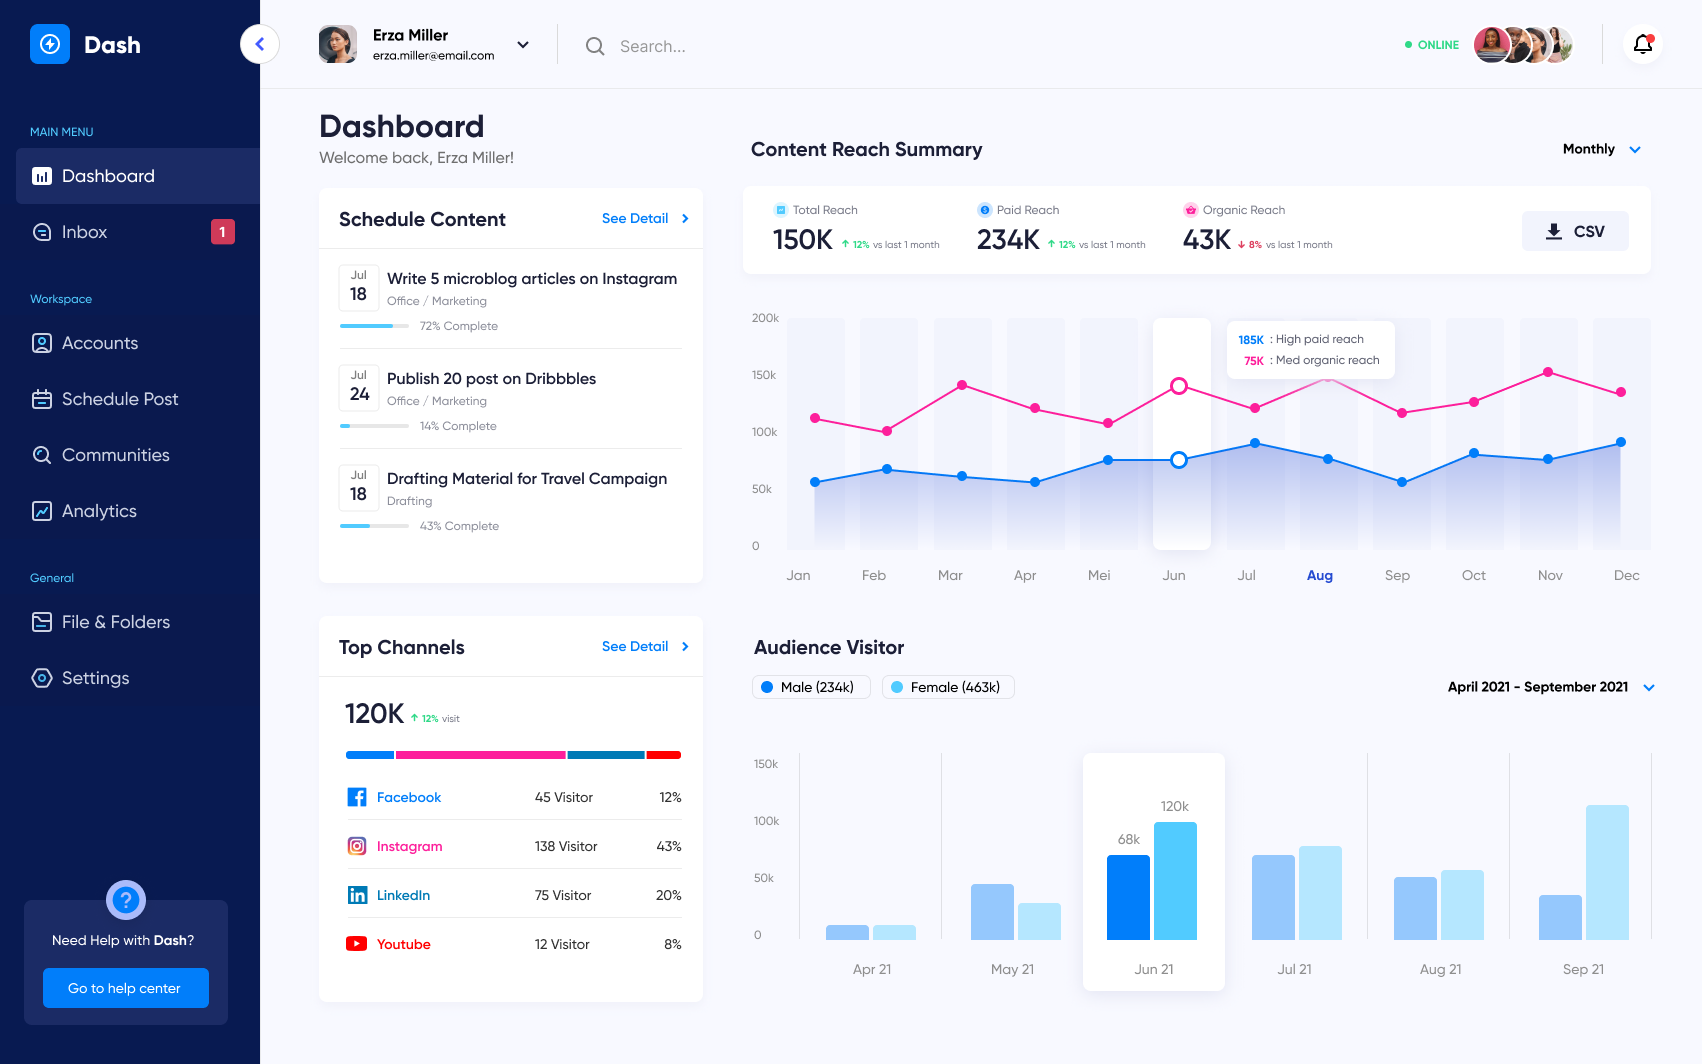 Dash
MAIN MENU
Dashboard
Inbox
1
Workspace
Accounts
Schedule Post
Communities
Analytics
General
File & Folders
Settings
?
Need Help with Dash?
Go to help center
Erza Miller
erza.miller@email.com
Search...
ONLINE
Dashboard
Welcome back, Erza Miller!
Schedule Content
See Detail
Jul
18
Write 5 microblog articles on Instagram
Office / Marketing
72% Complete
Jul
24
Publish 20 post on Dribbbles
Office / Marketing
14% Complete
Jul
18
Drafting Material for Travel Campaign
Drafting
43% Complete
Top Channels
See Detail
120K 12% visit
Facebook 45 Visitor 12%
Instagram 138 Visitor 43%
LinkedIn 75 Visitor 20%
Youtube 12 Visitor 8%
Content Reach Summary
Monthly
Total Reach
150K 12% vs last 1 month
Paid Reach
234K 12% vs last 1 month
Organic Reach
43K 8% vs last 1 month
CSV
200k
150k
100k
50k
0
185K : High paid reach
75K : Med organic reach
Jan Feb Mar Apr Mei Jun Jul Aug Sep Oct Nov Dec
Audience Visitor
Male (234k) Female (463k)
April 2021 - September 2021
150k
100k
50k
0
68k
120k
Apr 21 May 21 Jun 21 Jul 21 Aug 21 Sep 21